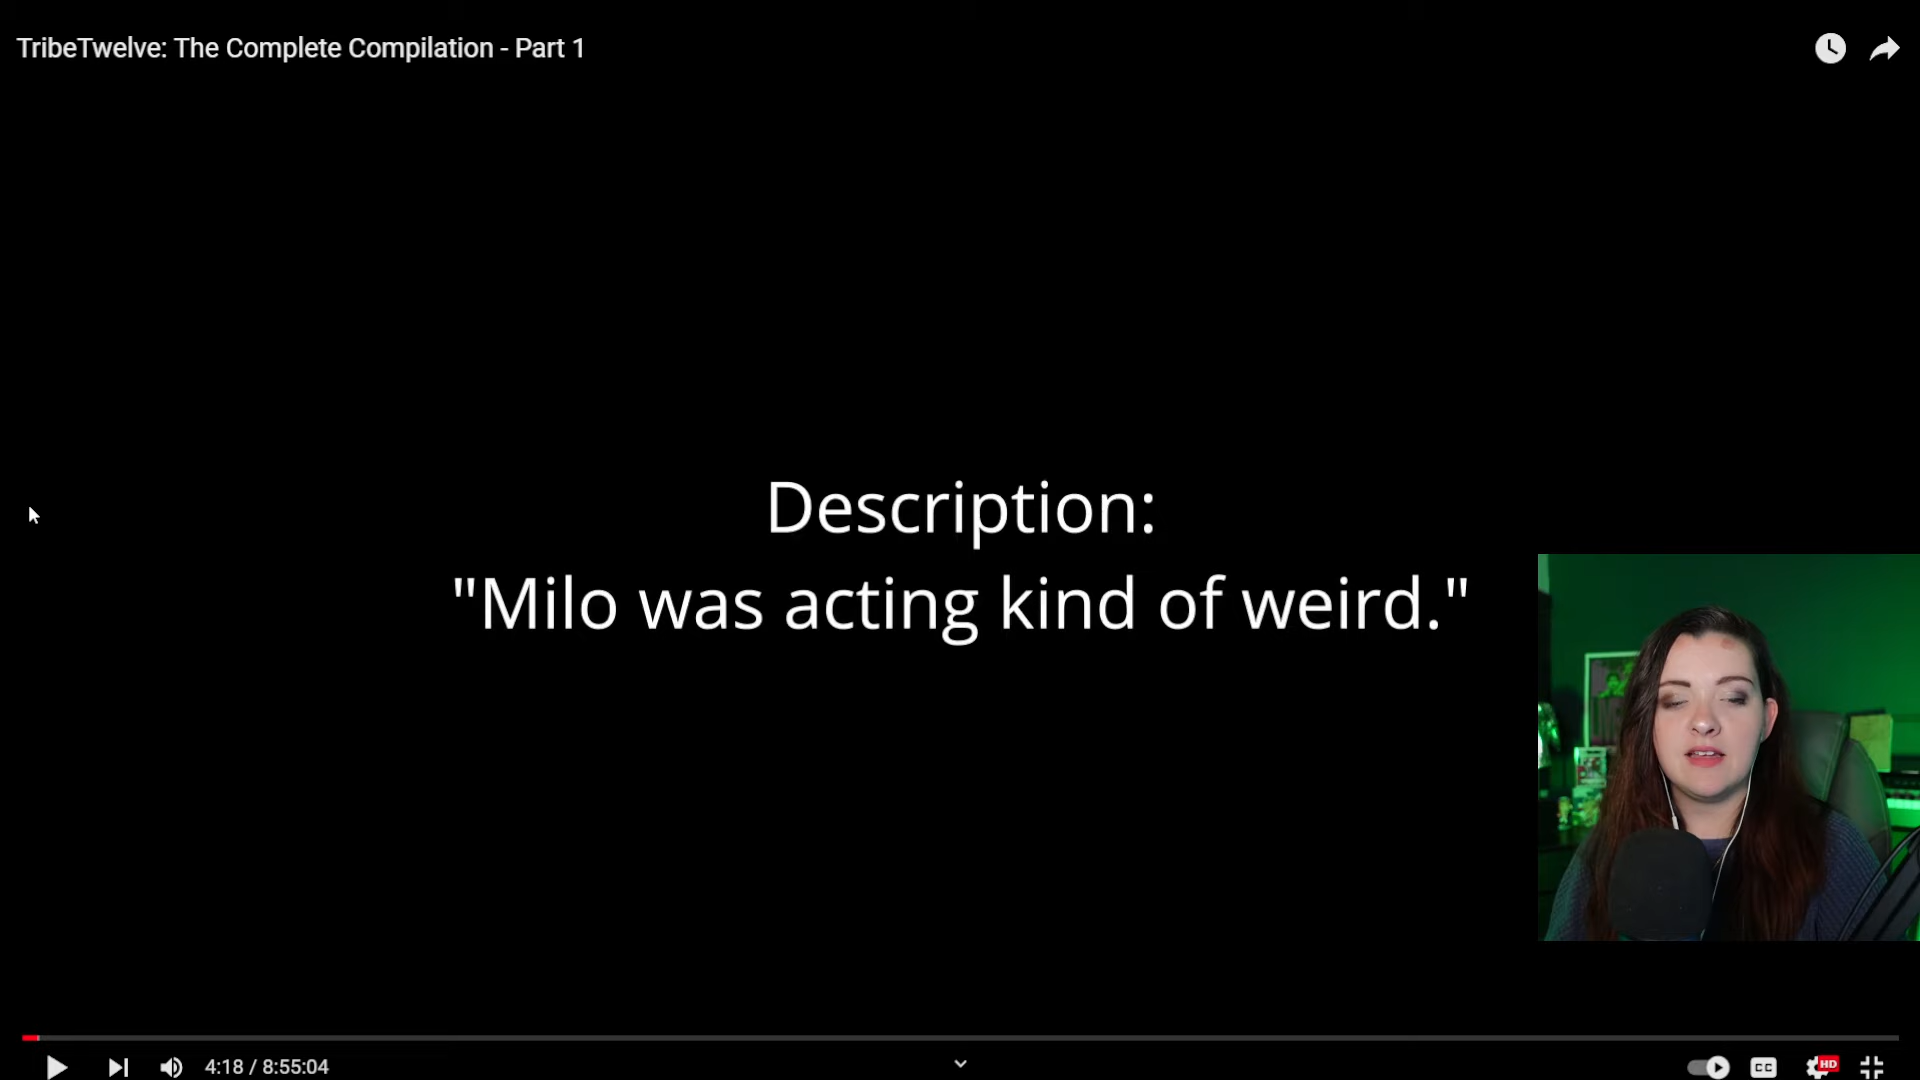 TribeTwelve: The Complete Compilation - Part 1
Description:
"Milo was acting kind of weird."
4:18 / 8:55:04
CC
HD